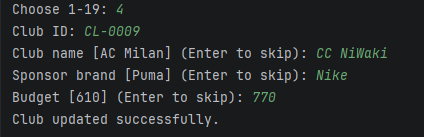 Choose 1-19: 4
Club ID: CL-0009
Club name [AC Milan] (Enter to skip): CC NiWaki
Sponsor brand [Puma] (Enter to skip): Nike
Budget [610] (Enter to skip): 770
Club updated successfully.